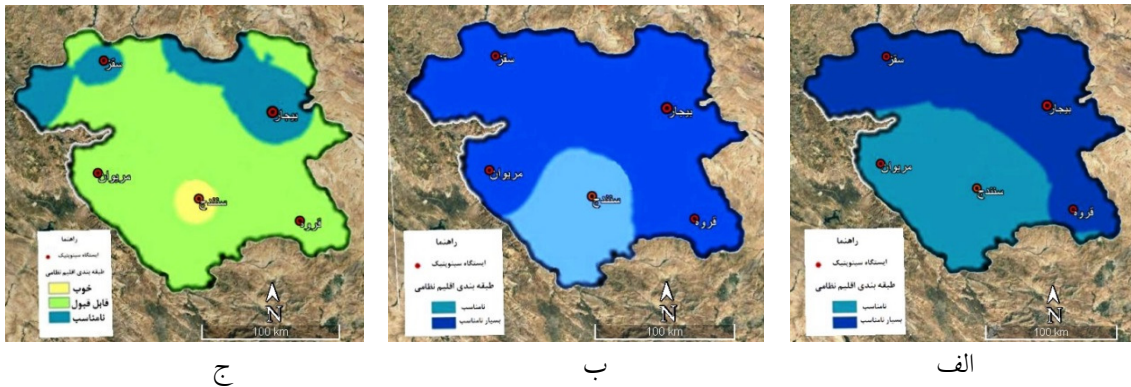 سقز
بیجار
مریوان
سنندج
قروه
راهنما
ایستگاه سینوپتیک
طبقه بندی اقلیم نظامی
نامناسب
بسیار نامناسب
N
100 km
الف
سقز
بیجار
مریوان
سنندج
قروه
راهنما
ایستگاه سینوپتیک
طبقه بندی اقلیم نظامی
نامناسب
بسیار نامناسب
N
100 km
ب
سقز
بیجار
مریوان
سنندج
قروه
راهنما
ایستگاه سینوپتیک
طبقه بندی اقلیم نظامی
خوب
قابل قبول
نامناسب
N
100 km
ج